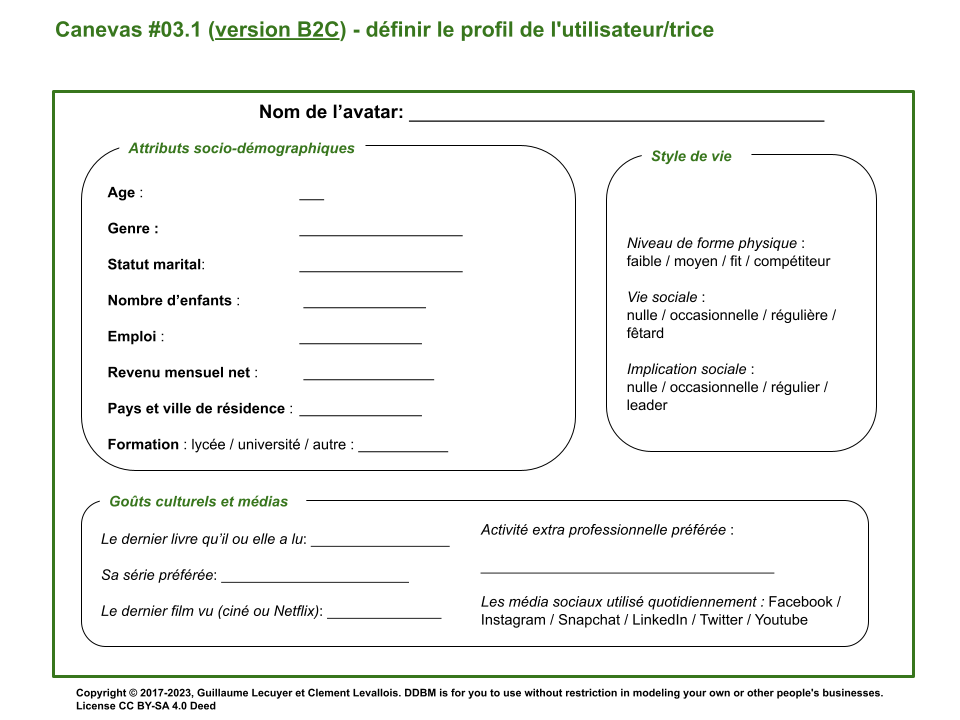 Canevas #03.1 (version B2C) - définir le profil de l'utilisateur/trice
Nom de l’avatar: ___________________________________________
Attributs socio-démographiques
Age : ___
Genre : ____________________
Statut marital: ____________________
Nombre d’enfants : _______________
Emploi : _______________
Revenu mensuel net : ________________
Pays et ville de résidence : _______________
Formation : lycée / université / autre : ___________
Style de vie
Niveau de forme physique :
faible / moyen / fit / compétiteur
Vie sociale :
nulle / occasionnelle / régulière /
fêtard
Implication sociale :
nulle / occasionnelle / régulier /
leader
Goûts culturels et médias
Le dernier livre qu’il ou elle a lu: _________________
Sa série préférée: _______________________
Le dernier film vu (ciné ou Netflix): ______________
Activité extra professionnelle préférée :
____________________________________
Les média sociaux utilisé quotidiennement : Facebook /
Instagram / Snapchat / LinkedIn / Twitter / Youtube
Copyright © 2017-2023, Guillaume Lecuyer et Clement Levallois. DDBM is for you to use without restriction in modeling your own or other people's businesses.
License CC BY-SA 4.0 Deed